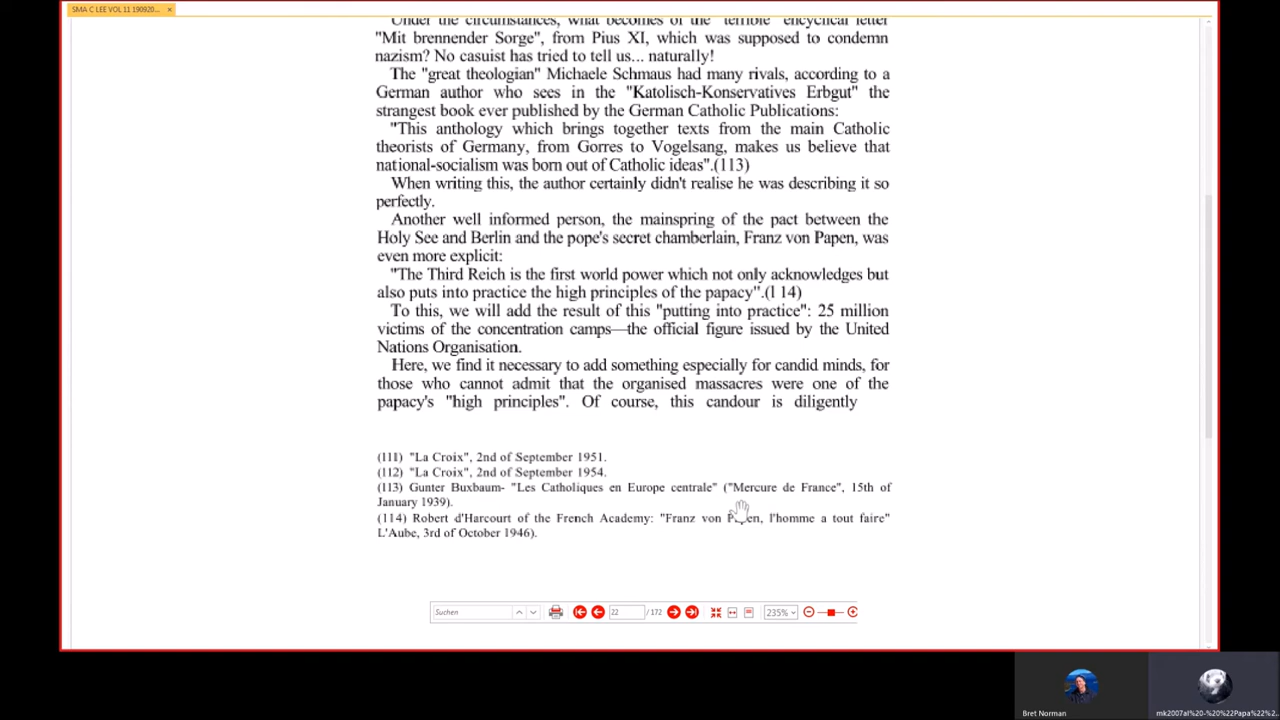 SMA C LEE VOL 11 190920...
Under the circumstances, what becomes of the "terrible" encyclical letter
"Mit brennender Sorge", from Pius XI, which was supposed to condemn
nazism? No casuist has tried to tell us... naturally!
The "great theologian" Michaele Schmaus had many rivals, according to a
German author who sees in the "Katolisch-Konservatives Erbgut" the
strangest book ever published by the German Catholic Publications:
"This anthology which brings together texts from the main Catholic
theorists of Germany, from Gorres to Vogelsang, makes us believe that
national-socialism was born out of Catholic ideas".(113)
When writing this, the author certainly didn't realise he was describing it so
perfectly.
Another well informed person, the mainspring of the pact between the
Holy See and Berlin and the pope's secret chamberlain, Franz von Papen, was
even more explicit:
"The Third Reich is the first world power which not only acknowledges but
also puts into practice the high principles of the papacy".(l 14)
To this, we will add the result of this "putting into practice": 25 million
victims of the concentration camps—the official figure issued by the United
Nations Organisation.
Here, we find it necessary to add something especially for candid minds, for
those who cannot admit that the organised massacres were one of the
papacy's "high principles". Of course, this candour is diligently
(111) "La Croix", 2nd of September 1951.
(112) "La Croix", 2nd of September 1954.
(113) Gunter Buxbaum- "Les Catholiques en Europe centrale" ("Mercure de France", 15th of
January 1939).
(114) Robert d'Harcourt of the French Academy: "Franz von Papen, l'homme a tout faire"
L'Aube, 3rd of October 1946).
Suchen 22 / 172 235%
Bret Norman
mk2007al%20-%20%22Papa%22%2...